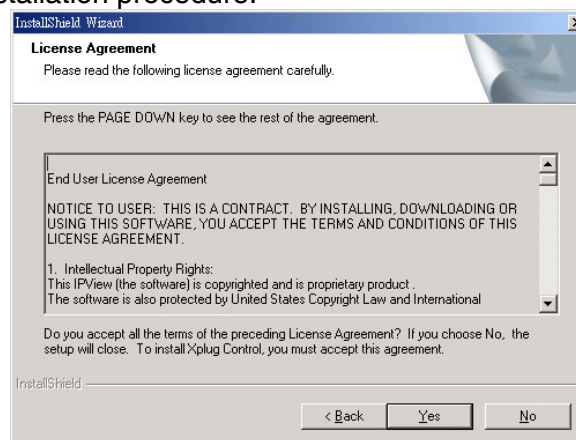 stallation procedure.
InstallShield Wizard
License Agreement
Please read the following license agreement carefully.
Press the PAGE DOWN key to see the rest of the agreement.
End User License Agreement
NOTICE TO USER: THIS IS A CONTRACT. BY INSTALLING, DOWNLOADING OR
USING THIS SOFTWARE, YOU ACCEPT THE TERMS AND CONDITIONS OF THIS
LICENSE AGREEMENT.
1. Intellectual Property Rights:
This IPView (the software) is copyrighted and is proprietary product .
The software is also protected by United States Copyright Law and International
Do you accept all the terms of the preceding License Agreement? If you choose No, the
setup will close. To install Xplug Control, you must accept this agreement.
InstallShield
< Back Yes No